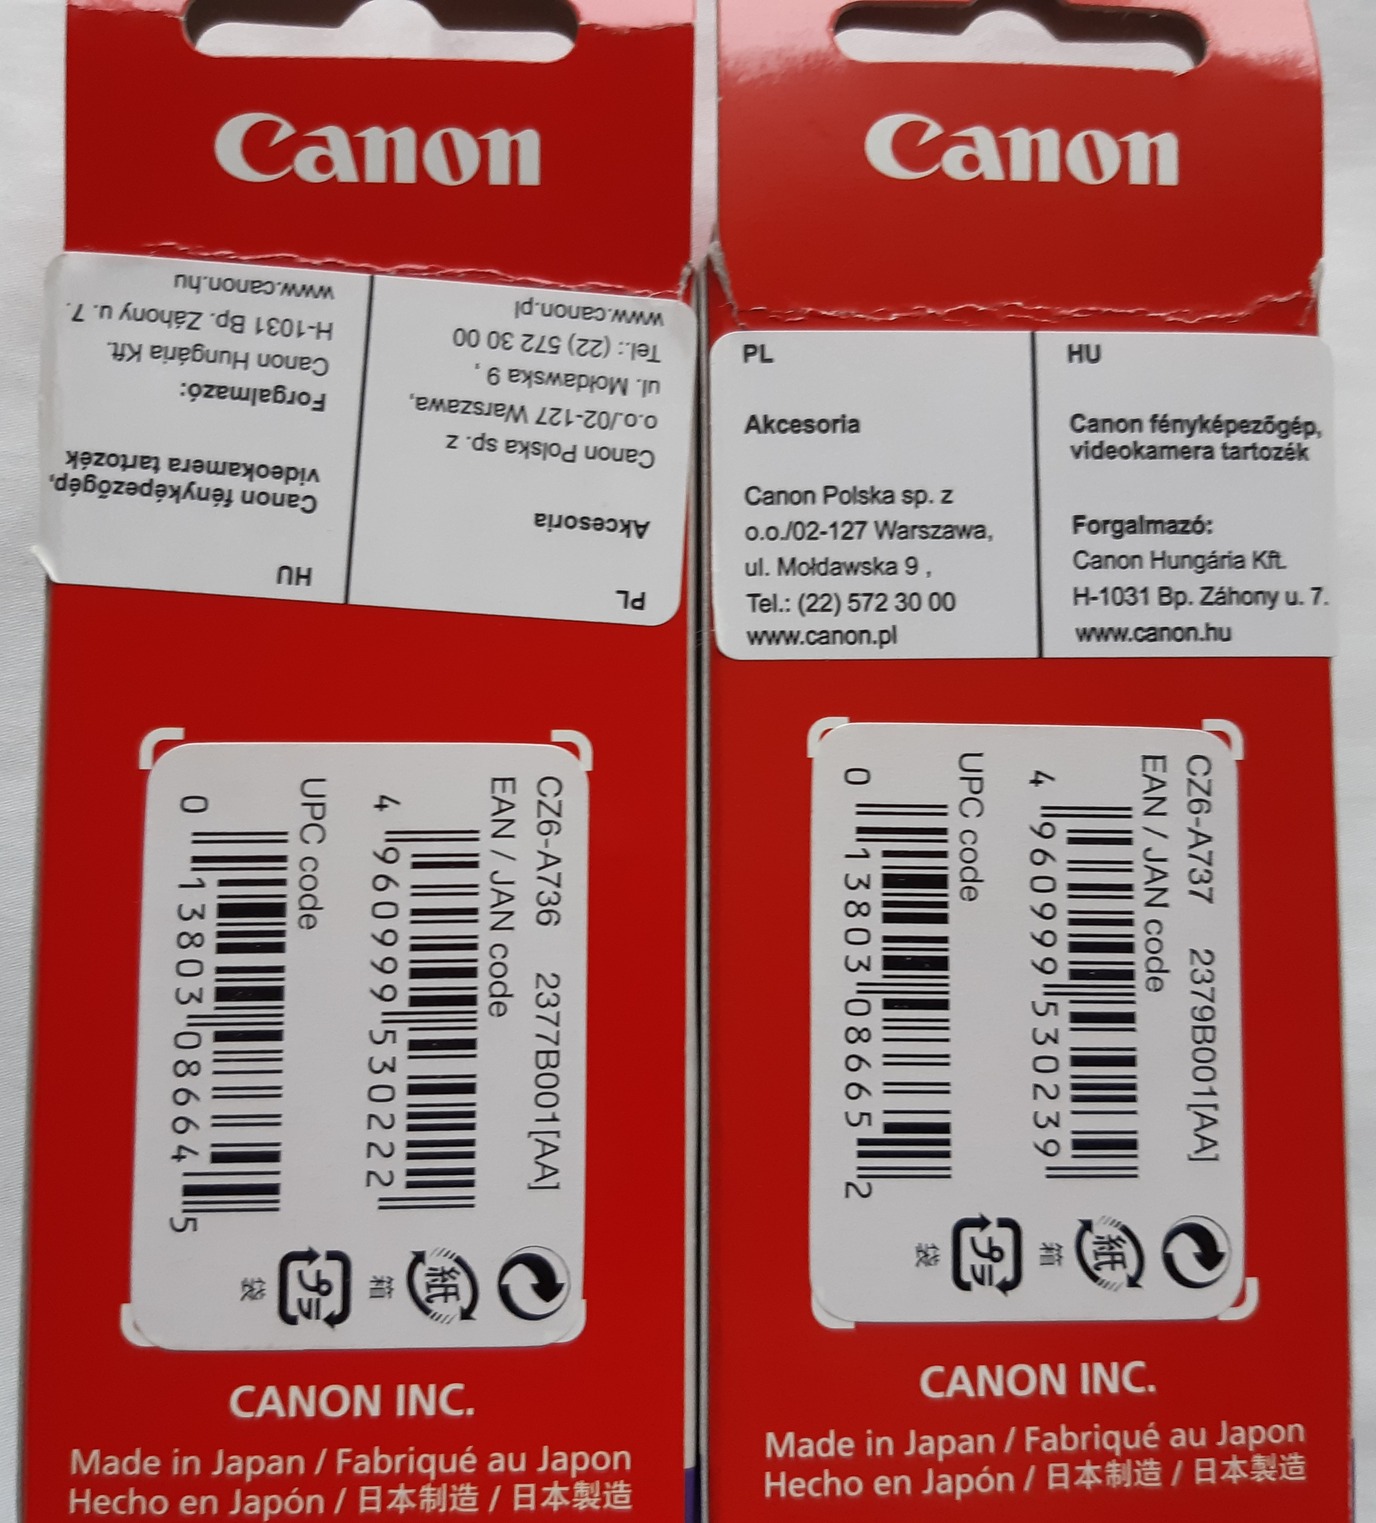 Canon
www.canon.hu
H-1031 Bp. Záhony u. 7.
Canon Hungária Kft.
Forgalmazó:
videokamera tartozék
Canon fényképezőgép,
HU
www.canon.pl
Tel.: (22) 572 30 00
ul. Mołdawska 9 ,
o.o./02-127 Warszawa,
Canon Polska sp. z
Akcesoria
PL
CZ6-A736 2377B001[AA]
EAN / JAN code
4 960999 530222
UPC code
0 13803 08664 5
紙
箱
プラ
袋
CANON INC.
Made in Japan / Fabriqué au Japon
Hecho en Japón / 日本制造 / 日本製造
Canon
PL
Akcesoria
Canon Polska sp. z
o.o./02-127 Warszawa,
ul. Mołdawska 9 ,
Tel.: (22) 572 30 00
www.canon.pl
HU
Canon fényképezőgép,
videokamera tartozék
Forgalmazó:
Canon Hungária Kft.
H-1031 Bp. Záhony u. 7.
www.canon.hu
CZ6-A737 2379B001[AA]
EAN / JAN code
4 960999 530239
UPC code
0 13803 08665 2
紙
箱
プラ
袋
CANON INC.
Made in Japan / Fabriqué au Japon
Hecho en Japón / 日本制造 / 日本製造